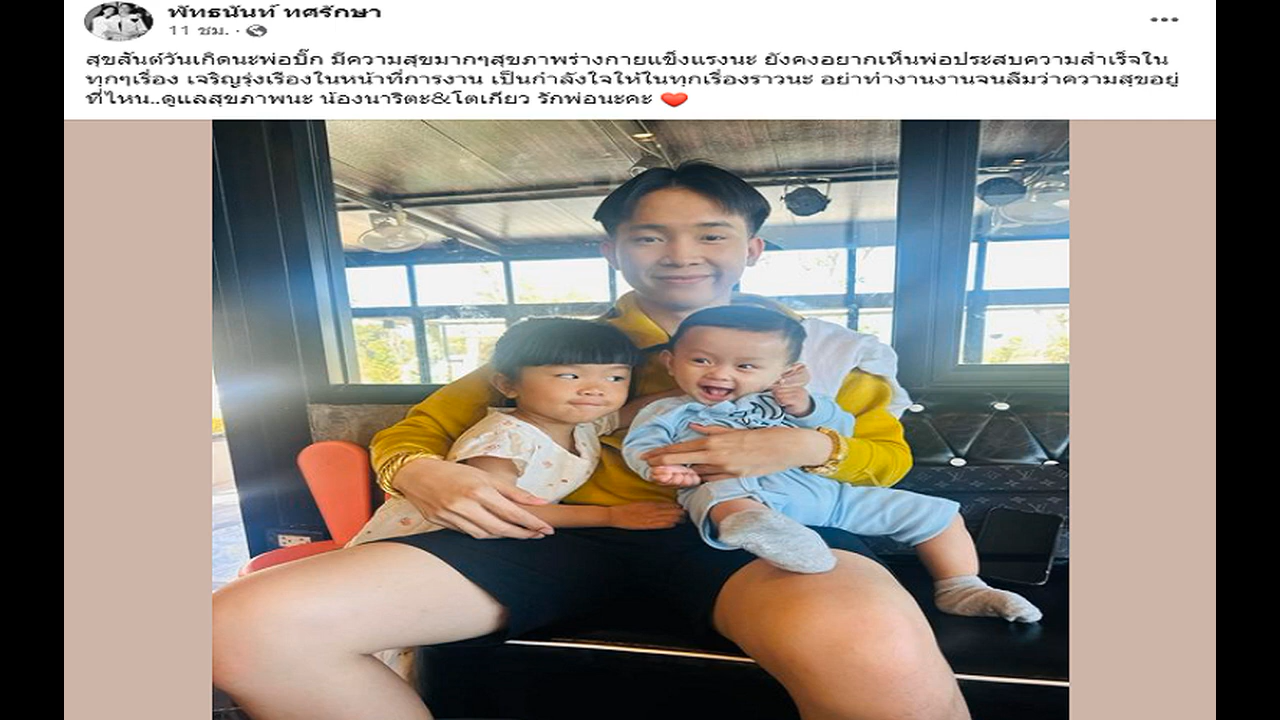 พัทธนันท์ ทศรักษา
11 ชม. ·
สุขสันต์วันเกิดนะพ่อบิ๊ก มีความสุขมากๆสุขภาพร่างกายแข็งแรงนะ ยังคงอยากเห็นพ่อประสบความสำเร็จใน
ทุกๆเรื่อง เจริญรุ่งเรืองในหน้าที่การงาน เป็นกำลังใจให้ในทุกเรื่องราวนะ อย่าทำงานงานจนลืมว่าความสุขอยู่
ที่ไหน..ดูแลสุขภาพนะ น้องนาริตะ&โตเกียว รักพ่อนะคะ ❤️